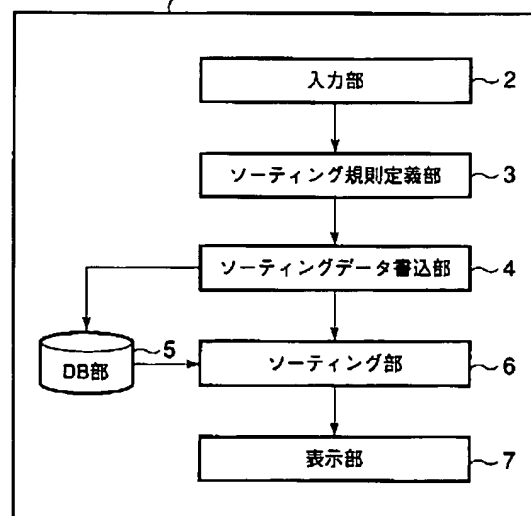 入力部 2
ソーティング規則定義部 3
ソーティングデータ書込部 4
DB部 5
ソーティング部 6
表示部 7